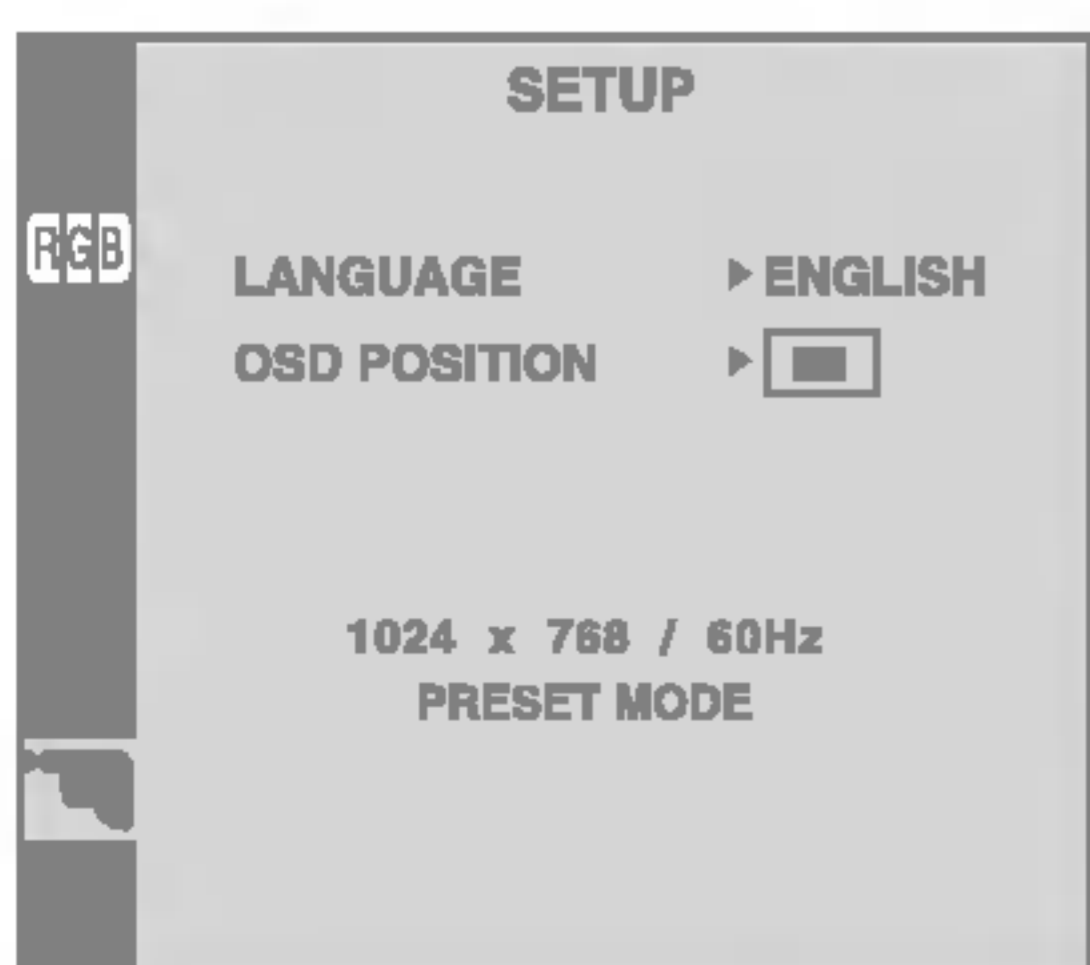 SETUP
RGB
LANGUAGE ENGLISH
OSD POSITION
1024 x 768 / 60Hz
PRESET MODE